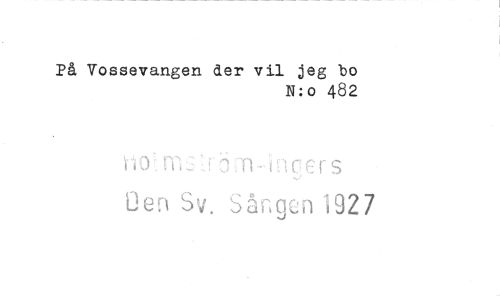 På Vossevangen der vil jeg bo
N:o 482
Holmström-Ingers
Den Sv. Sången 1927